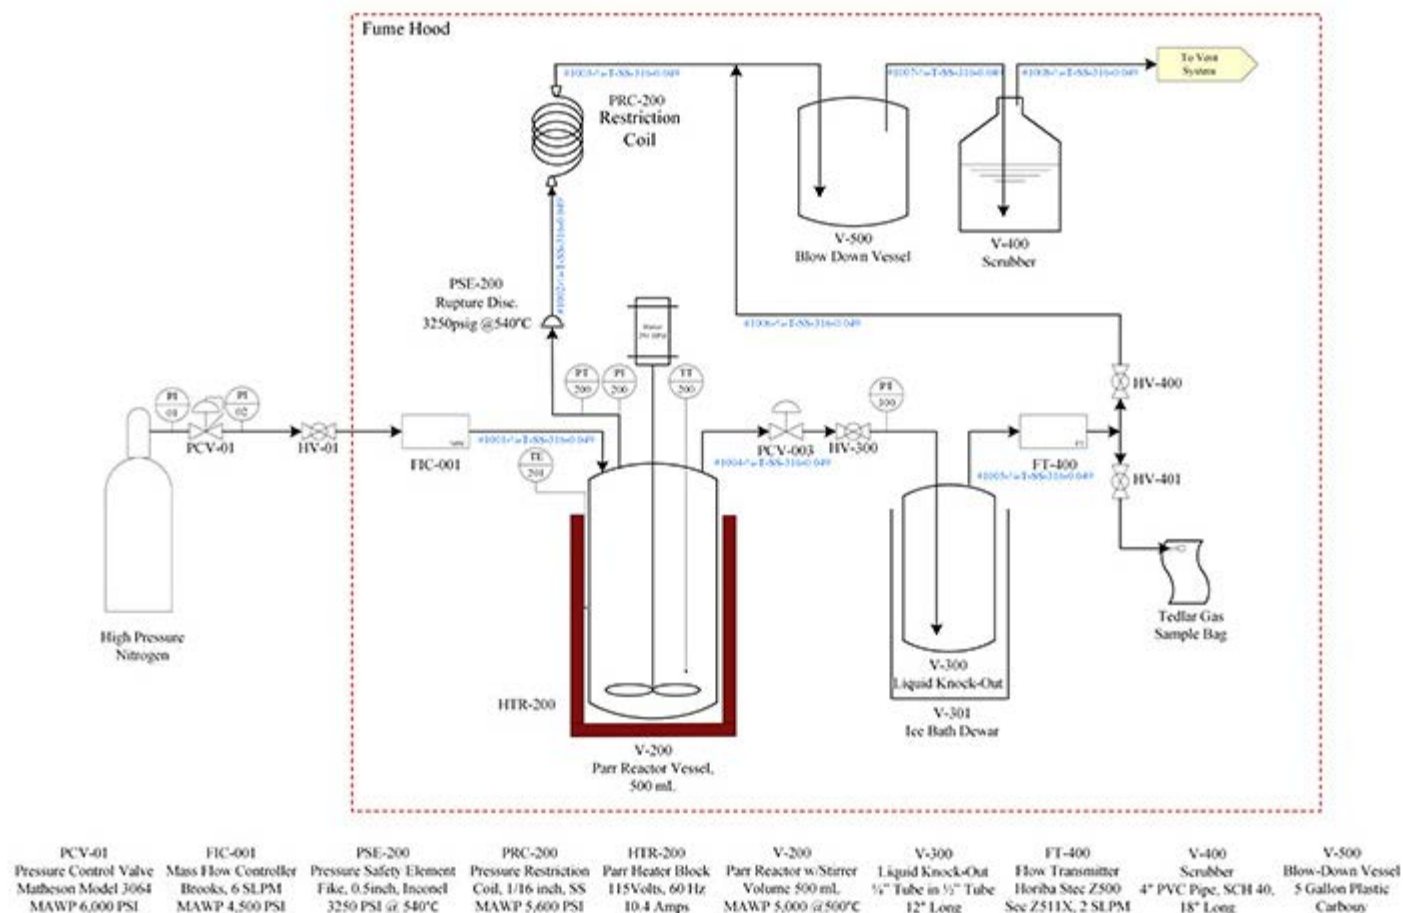 Fume Hood
To Vent
System
PRC-200
Restriction
Coil
V-500
Blow Down Vessel
V-400
Scrubber
PSE-200
Rupture Disc.
3250psig @540°C
PT
200
PI
200
TT
200
PI
01
PI
02
PCV-01
HV-01
FIC-001
TE
201
PCV-003
HV-300
PT
300
FT-400
HV-400
HV-401
High Pressure
Nitrogen
HTR-200
V-200
Parr Reactor Vessel,
500 mL
V-300
Liquid Knock-Out
V-301
Ice Bath Dewar
Tedlar Gas
Sample Bag
PCV-01
Pressure Control Valve
Matheson Model 3064
MAWP 6,000 PSI
FIC-001
Mass Flow Controller
Brooks, 6 SLPM
MAWP 4,500 PSI
PSE-200
Pressure Safety Element
Fike, 0.5inch, Inconel
3250 PSI @ 540°C
PRC-200
Pressure Restriction
Coil, 1/16 inch, SS
MAWP 5,600 PSI
HTR-200
Parr Heater Block
115Volts, 60 Hz
10.4 Amps
V-200
Parr Reactor w/Stirrer
Volume 500 mL
MAWP 5,000 @500°C
V-300
Liquid Knock-Out
Tube in ½" Tube
12" Long
FT-400
Flow Transmitter
Horiba Stec Z500
Sec Z511X, 2 SLPM
V-400
Scrubber
4" PVC Pipe, SCH 40,
18" Long
V-500
Blow-Down Vessel
5 Gallon Plastic
Carbouy